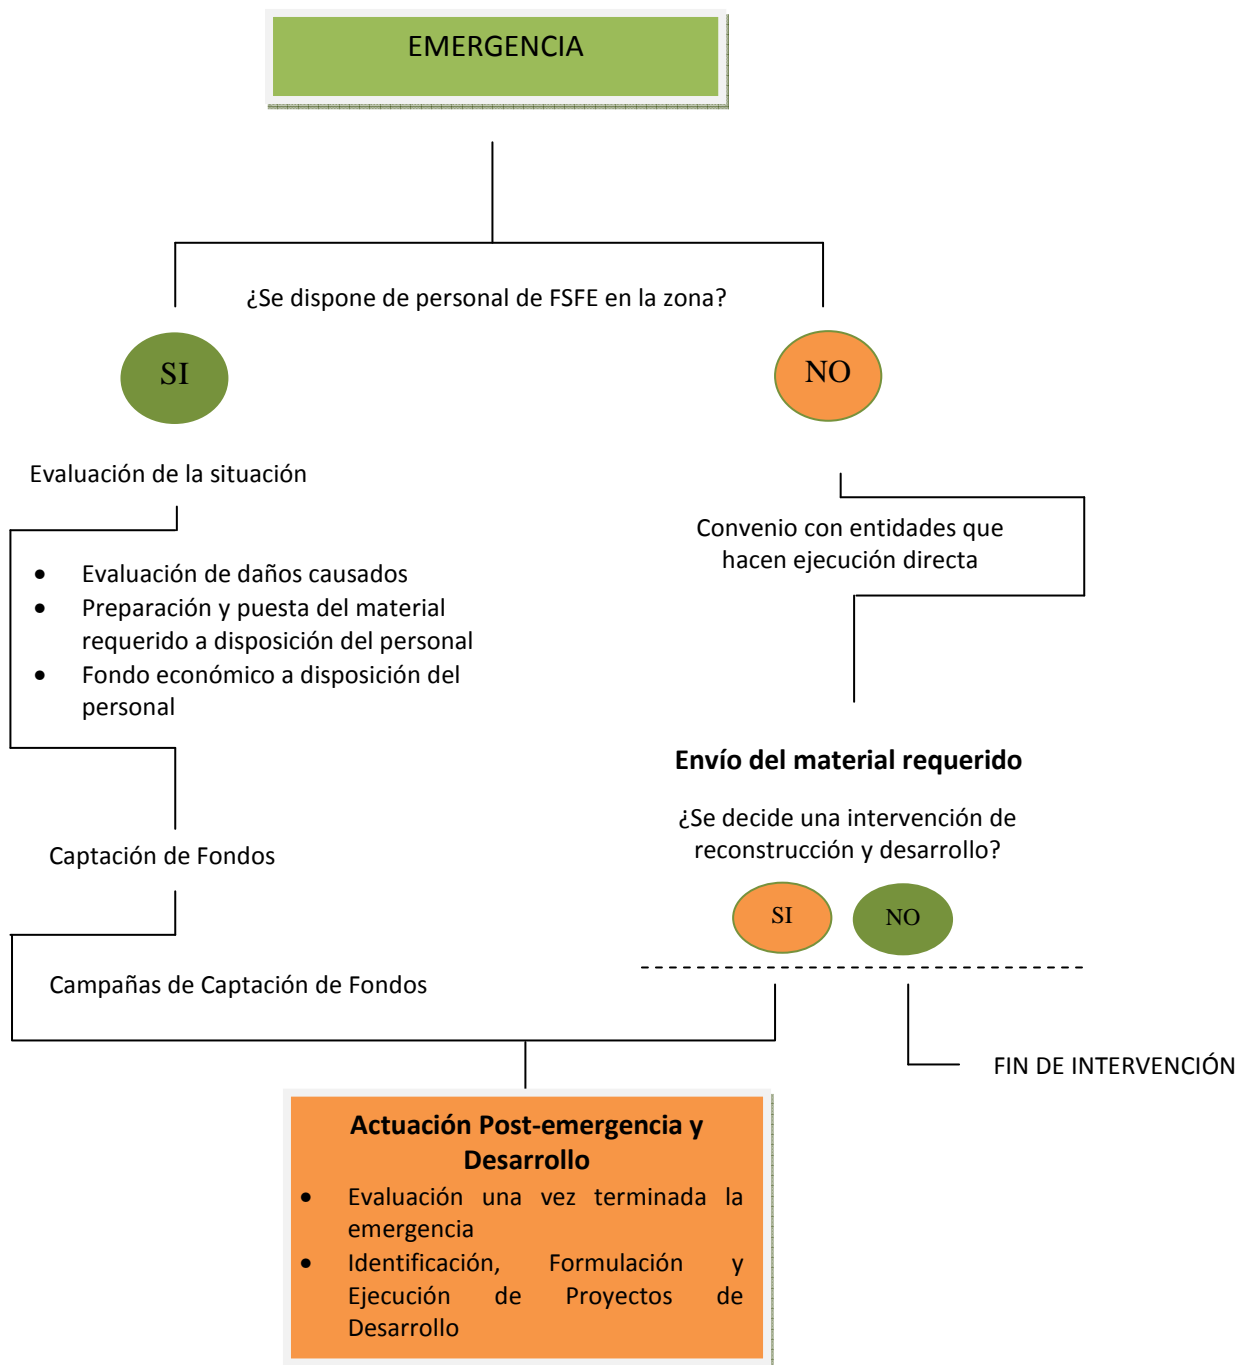 EMERGENCIA
¿Se dispone de personal de FSFE en la zona?
SI
NO
Evaluación de la situación
• Evaluación de daños causados
• Preparación y puesta del material
requerido a disposición del personal
• Fondo económico a disposición del
personal
Captación de Fondos
Campañas de Captación de Fondos
Convenio con entidades que
hacen ejecución directa
Envío del material requerido
¿Se decide una intervención de
reconstrucción y desarrollo?
SI
NO
FIN DE INTERVENCIÓN
Actuación Post-emergencia y
Desarrollo
• Evaluación una vez terminada la
emergencia
• Identificación, Formulación y
Ejecución de Proyectos de
Desarrollo